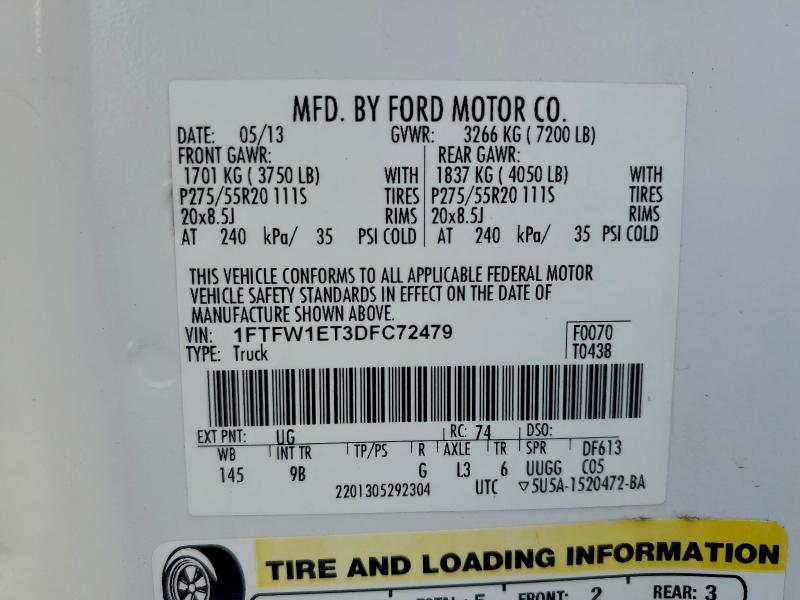 MFD. BY FORD MOTOR CO.
DATE: 05/13 GVWR: 3266 KG ( 7200 LB)
FRONT GAWR: REAR GAWR:
1701 KG ( 3750 LB) WITH 1837 KG ( 4050 LB) WITH
P275/55R20 111S TIRES P275/55R20 111S TIRES
20x8.5J RIMS 20x8.5J RIMS
AT 240 kPa/ 35 PSI COLD AT 240 kPa/ 35 PSI COLD
THIS VEHICLE CONFORMS TO ALL APPLICABLE FEDERAL MOTOR
VEHICLE SAFETY STANDARDS IN EFFECT ON THE DATE OF
MANUFACTURE SHOWN ABOVE.
VIN: 1FTFW1ET3DFC72479 F0070
TYPE: Truck T0438
EXT PNT: UG RC: 74 DSO:
WB INT TR TP/PS R AXLE TR SPR DF613
145 9B G L3 6 UUGG C05
2201305292304 UTC ▽5U5A-1520472-BA
TIRE AND LOADING INFORMATION
FRONT: 2 REAR: 3